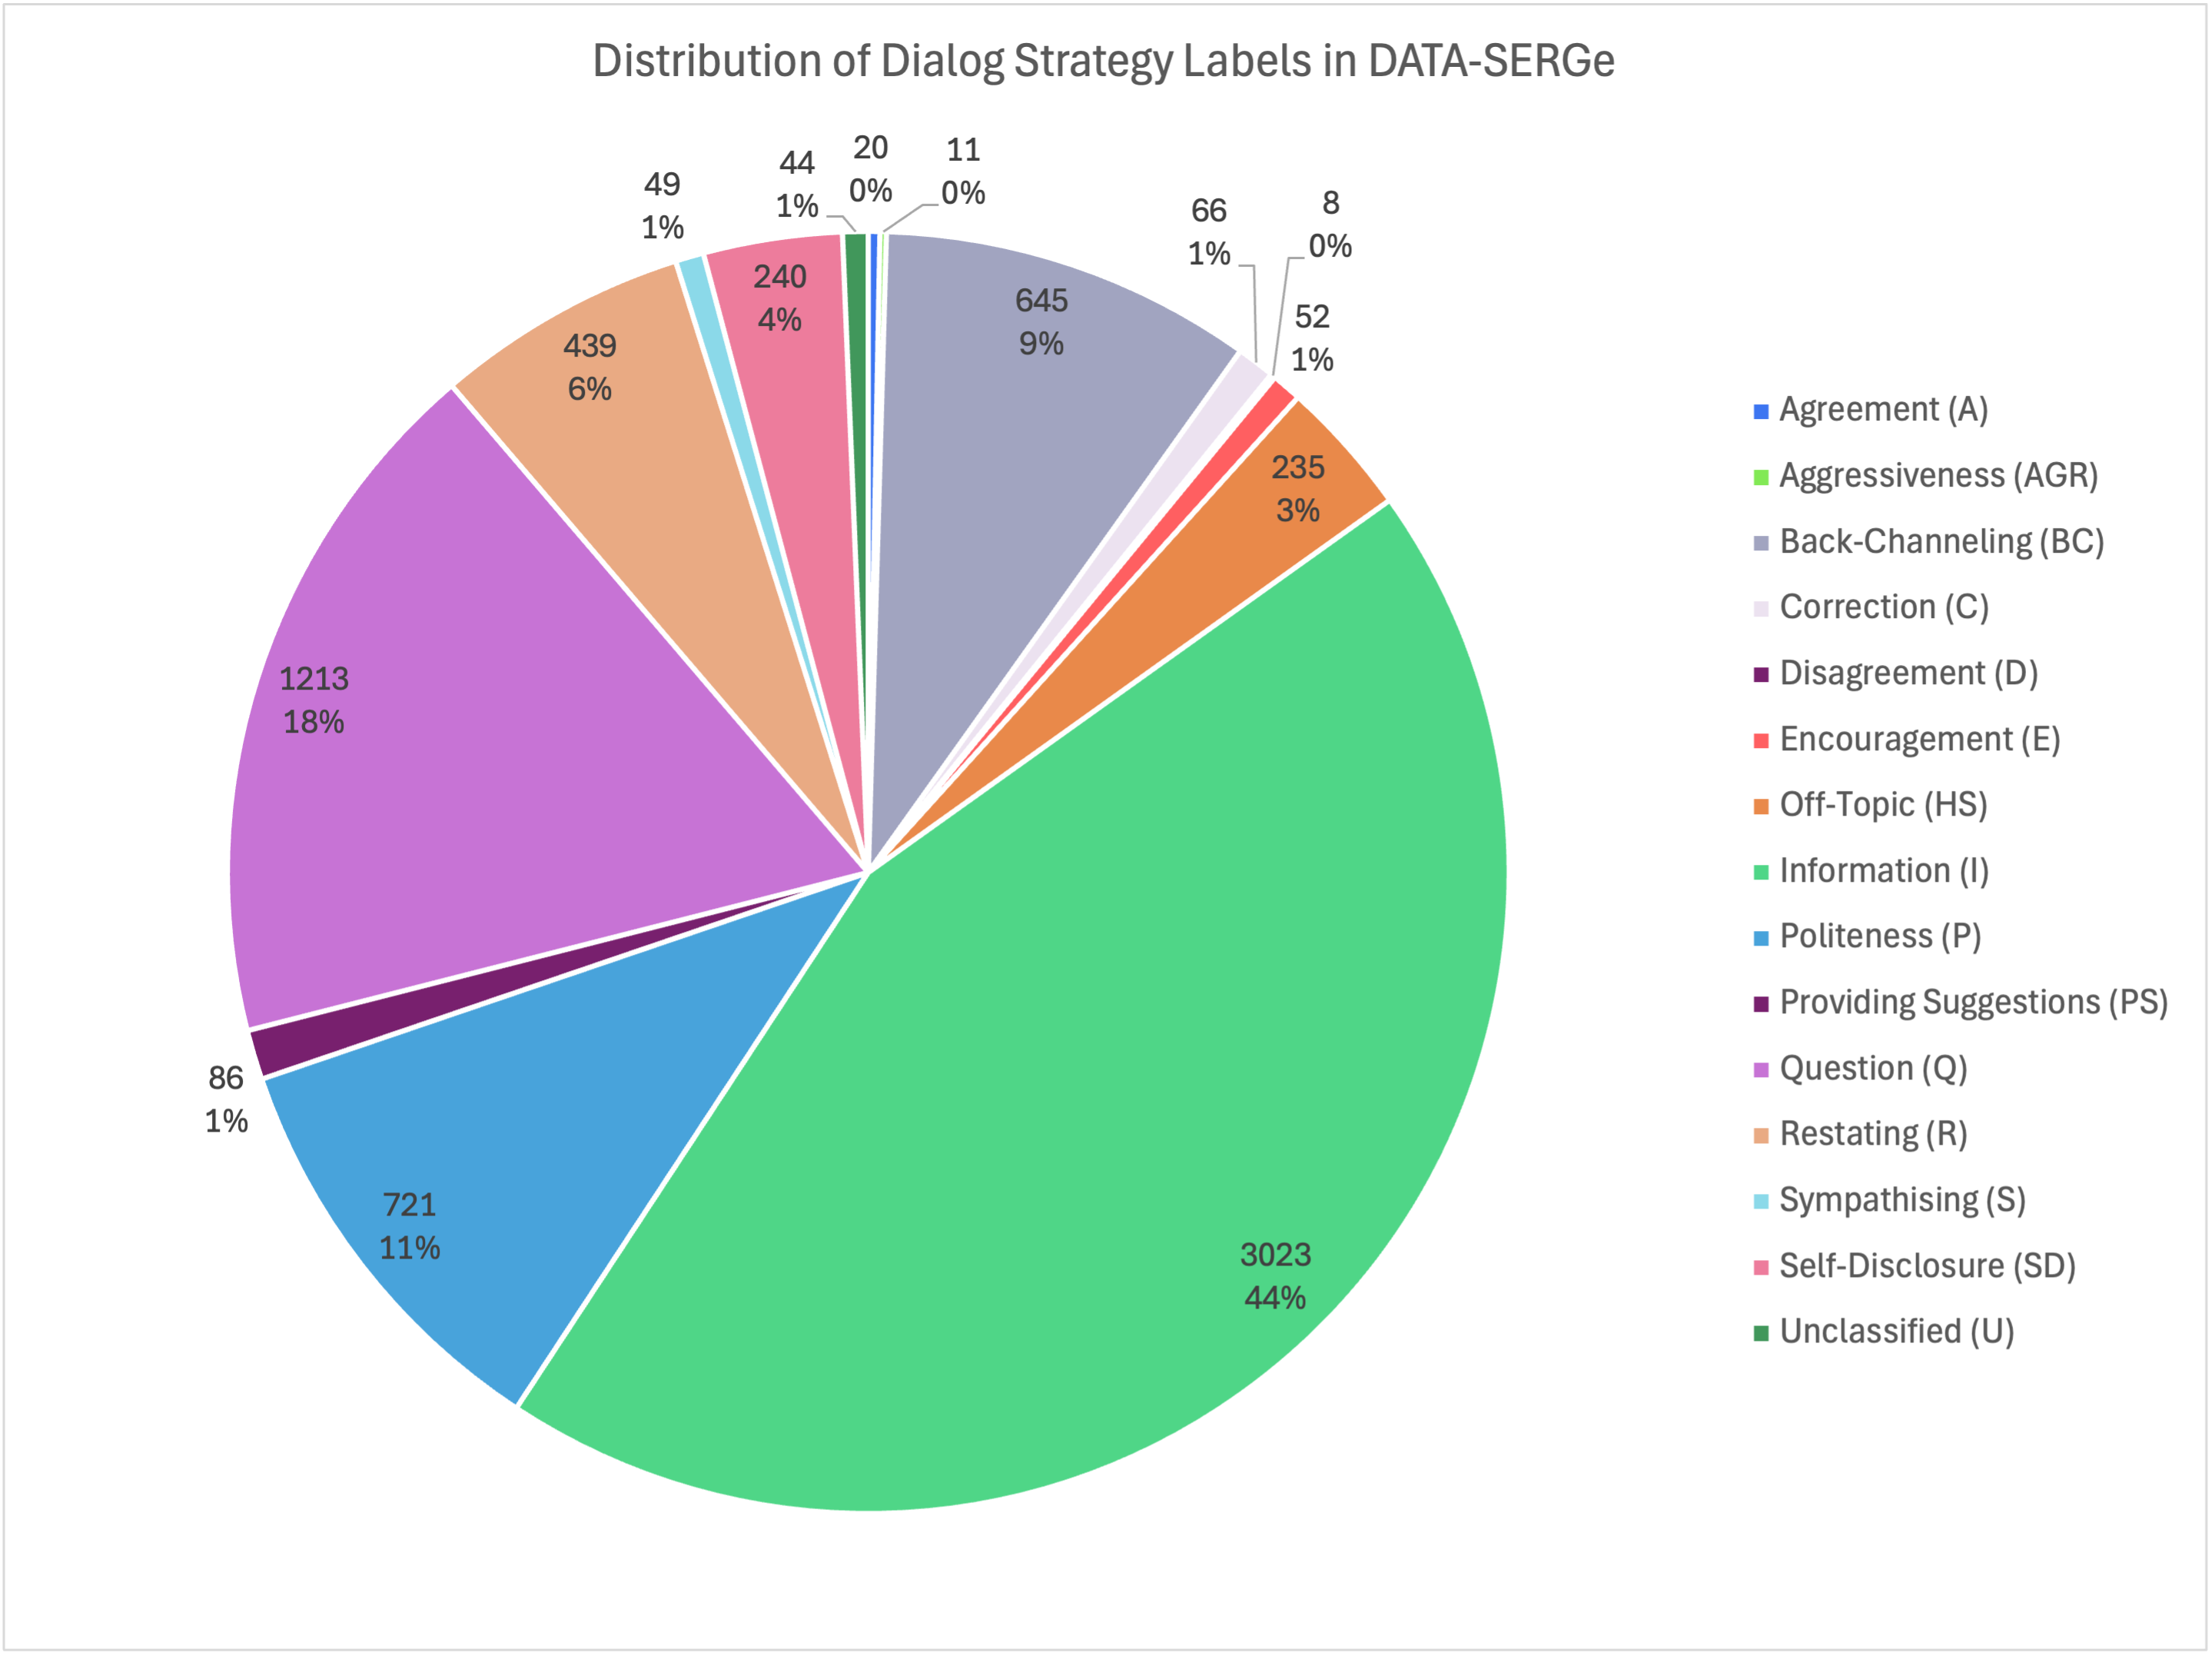 Distribution of Dialog Strategy Labels in DATA-SERGe
20
0%
11
0%
645
9%
66
1%
8
0%
52
1%
235
3%
3023
44%
721
11%
86
1%
1213
18%
439
6%
49
1%
240
4%
44
1%
Agreement (A)
Aggressiveness (AGR)
Back-Channeling (BC)
Correction (C)
Disagreement (D)
Encouragement (E)
Off-Topic (HS)
Information (I)
Politeness (P)
Providing Suggestions (PS)
Question (Q)
Restating (R)
Sympathising (S)
Self-Disclosure (SD)
Unclassified (U)